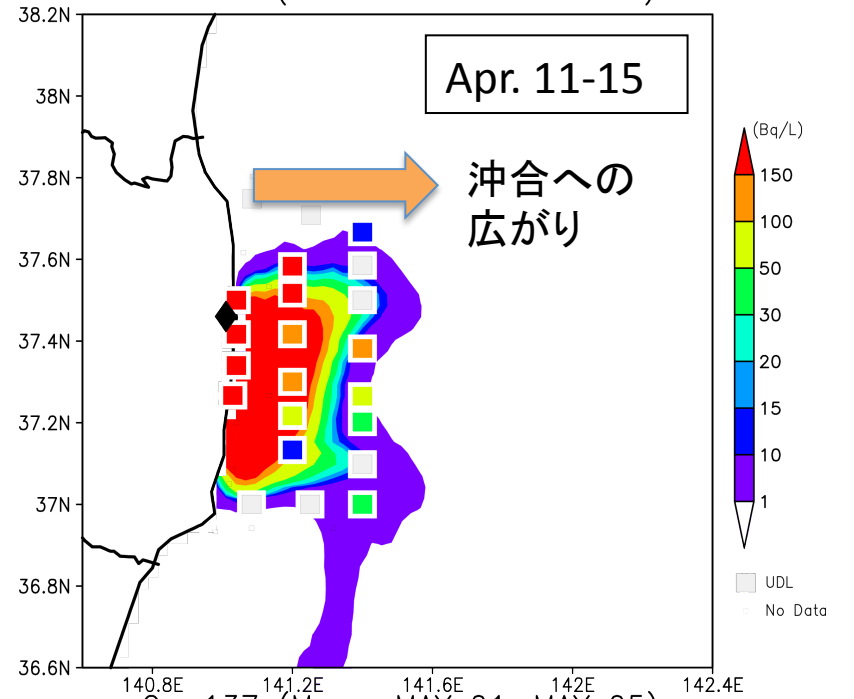 38.2N
Apr. 11-15
38N
(Bq/L)
37.8N
沖合への
広がり
150
100
37.6N
50
30
37.4N
20
15
37.2N
10
37N
1
36.8N
UDL
No Data
36.6N
140.8E
141.2E
141.6E
142E
142.4E